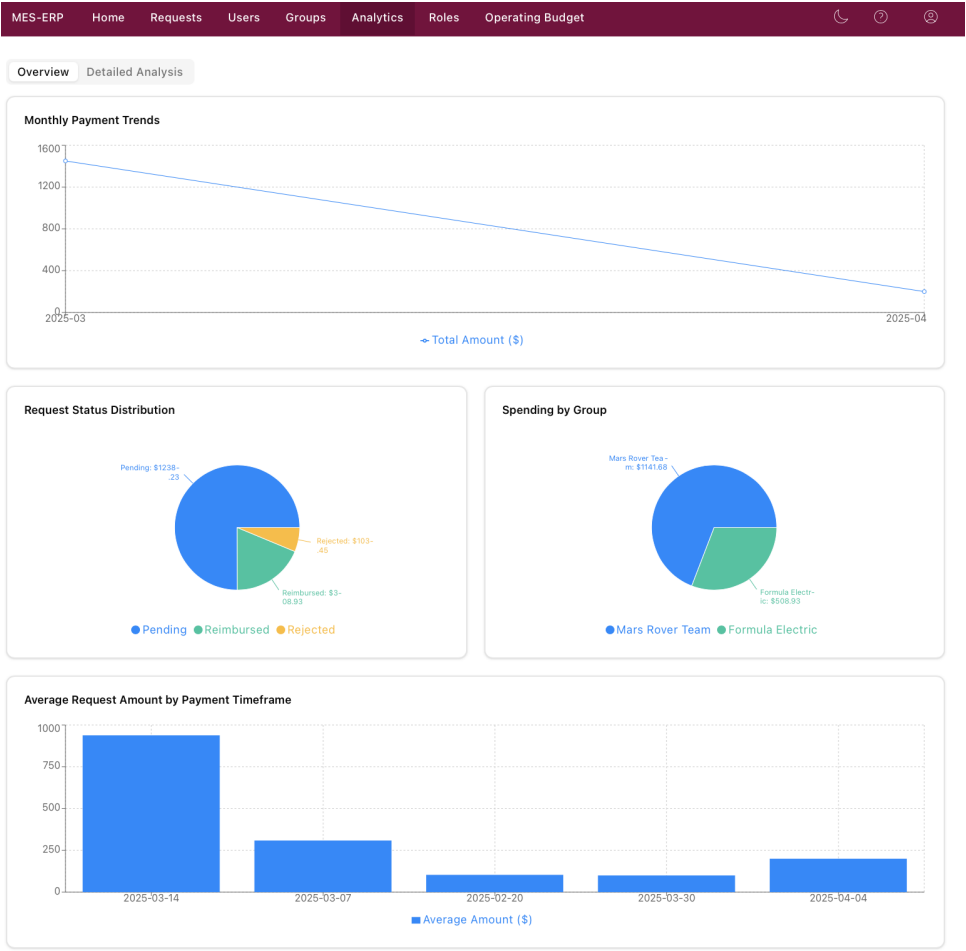 MES-ERP Home Requests Users Groups Analytics Roles Operating Budget
Overview Detailed Analysis
Monthly Payment Trends
1600
1200
800
400
0
2025-03 2025-04
Total Amount ($)
Request Status Distribution
Pending: $1238-
.23
Rejected: $103-
.45
Reimbursed: $3-
08.93
Pending Reimbursed Rejected
Spending by Group
Mars Rover Tea-
m: $1141.68
Formula Electr-
ic: $508.93
Mars Rover Team Formula Electric
Average Request Amount by Payment Timeframe
1000
750
500
250
0
2025-03-14 2025-03-07 2025-02-20 2025-03-30 2025-04-04
Average Amount ($)